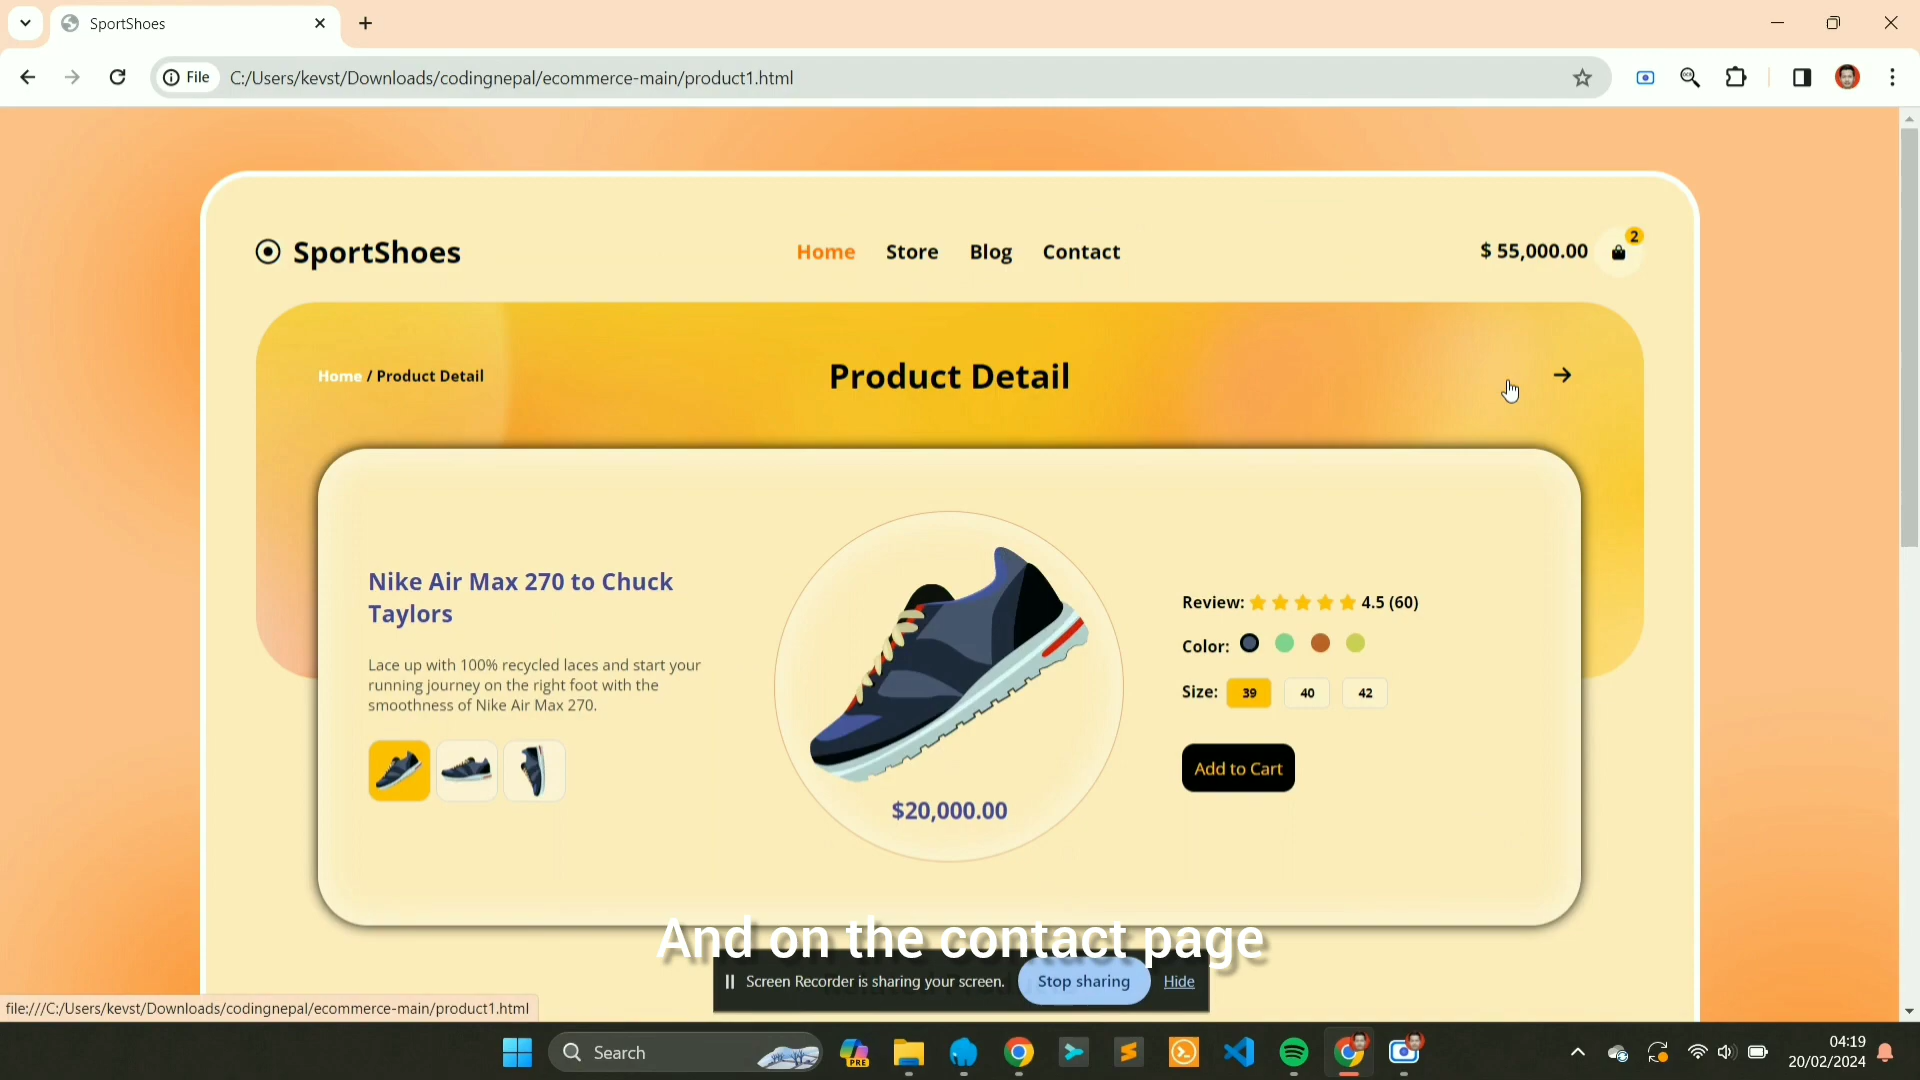 SportShoes
File
C:/Users/kevst/Downloads/codingnepal/ecommerce-main/product1.html
SportShoes
Home
Store
Blog
Contact
$ 55,000.00
2
Home / Product Detail
Product Detail
Nike Air Max 270 to Chuck
Taylors
Lace up with 100% recycled laces and start your
running journey on the right foot with the
smoothness of Nike Air Max 270.
$20,000.00
Review: 4.5 (60)
Color:
Size: 39 40 42
Add to Cart
And on the contact page
Screen Recorder is sharing your screen.
Stop sharing
Hide
file:///C:/Users/kevst/Downloads/codingnepal/ecommerce-main/product1.html
Search
PRE
04:19
20/02/2024